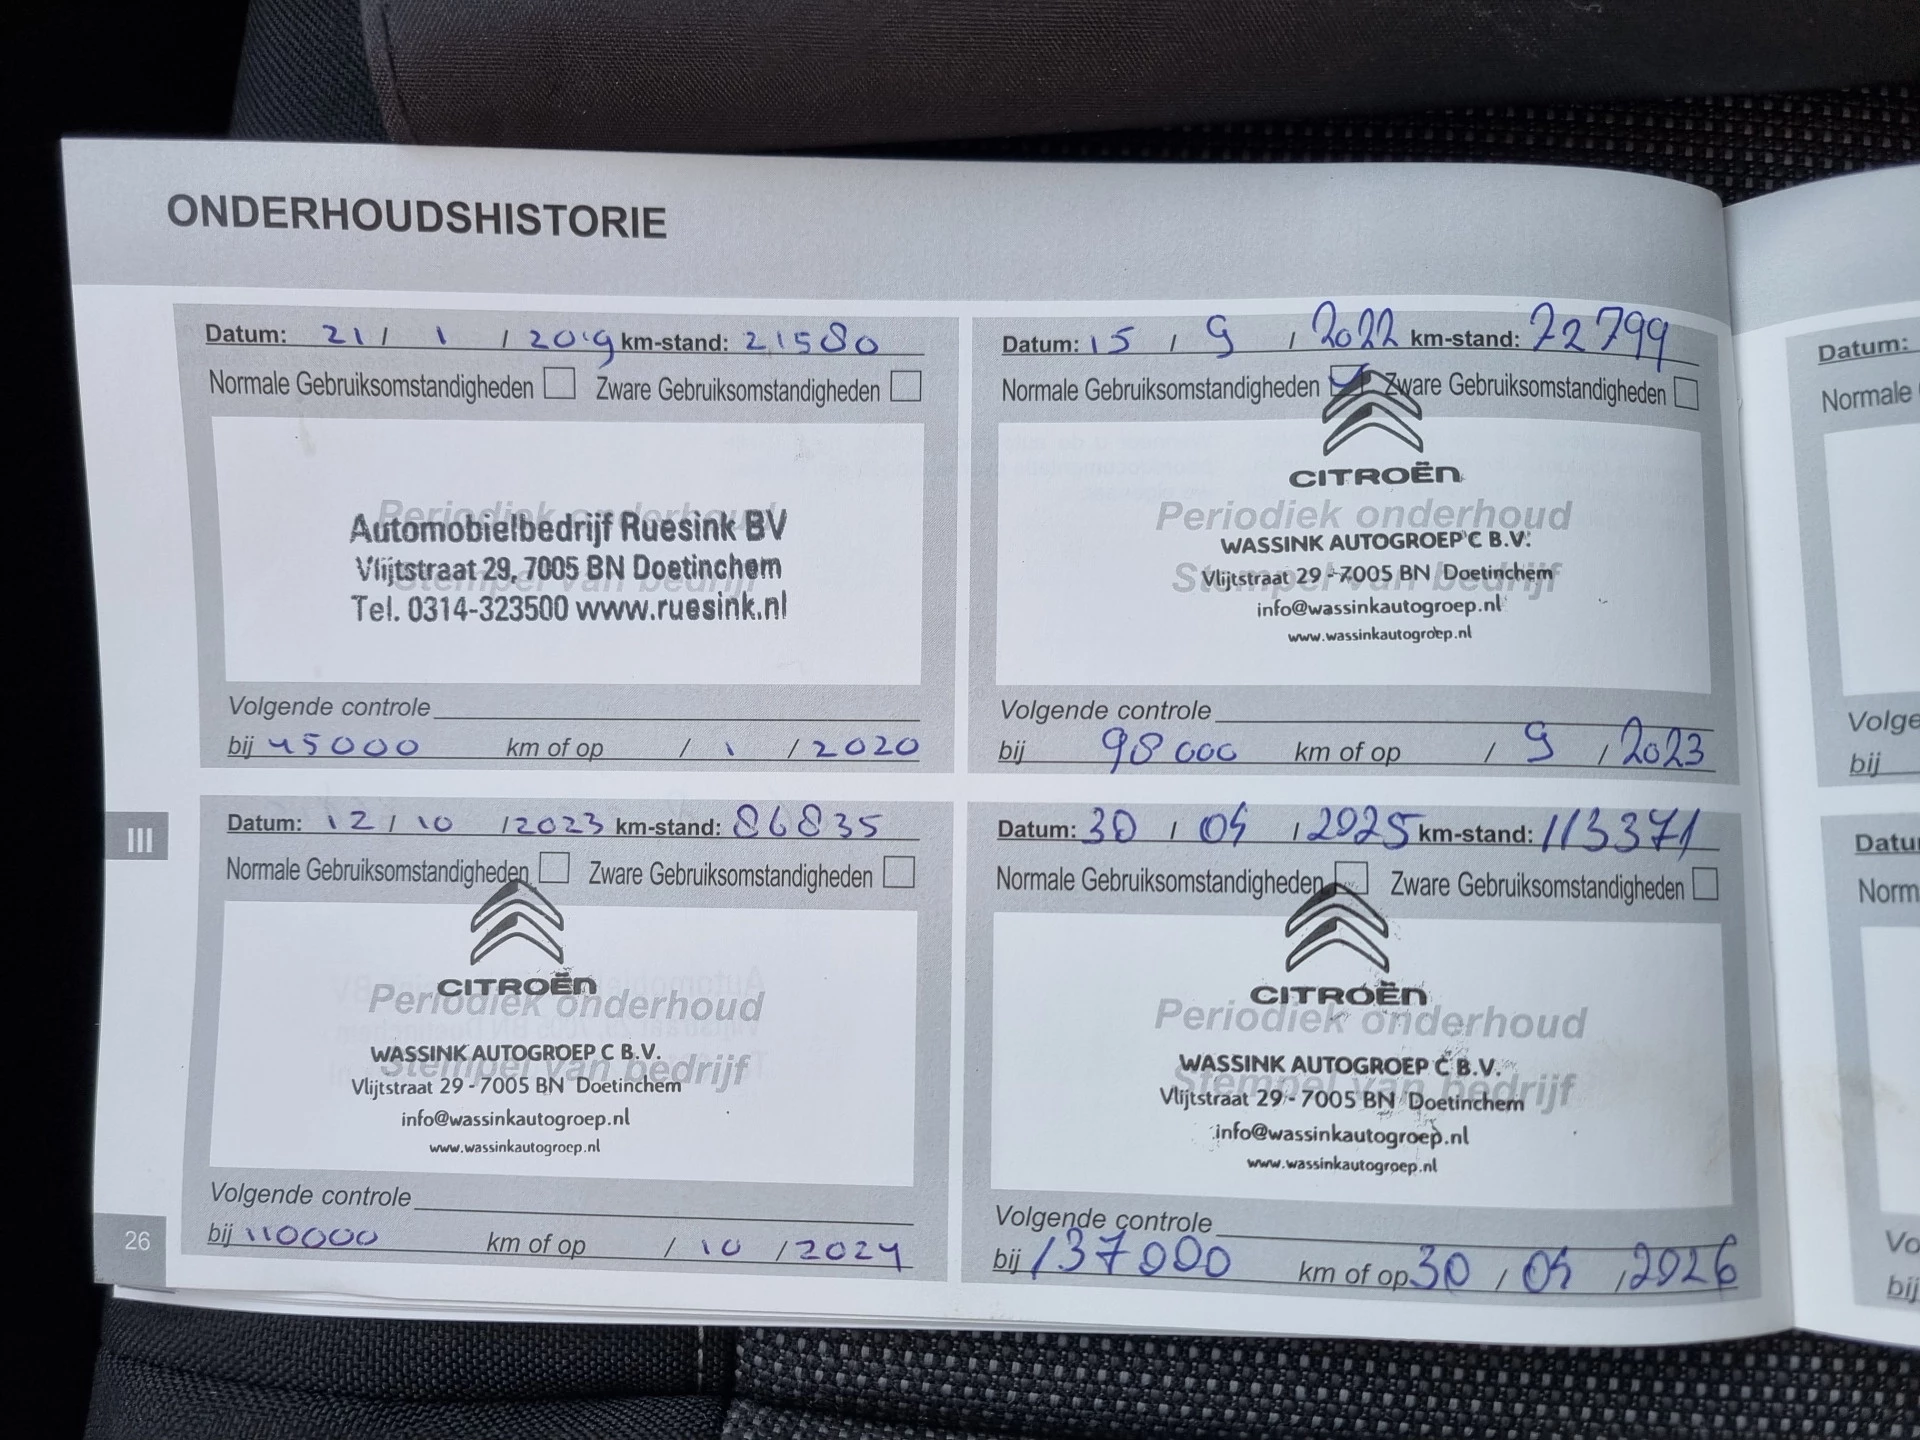 ONDERHOUDSHISTORIE
Datum: 21 / 1 / 2019 km-stand: 21580
Normale Gebruiksomstandigheden Zware Gebruiksomstandigheden
Periodiek onderhoud
Stempel van bedrijf
Automobielbedrijf Ruesink BV
Vlijtstraat 29, 7005 BN Doetinchem
Tel. 0314-323500 www.ruesink.nl
Volgende controle
bij 45000 km of op / 1 / 2020
Datum: 15 / 9 / 2022 km-stand: 72799
Normale Gebruiksomstandigheden Zware Gebruiksomstandigheden
CITROËN
Periodiek onderhoud
WASSINK AUTOGROEP C B.V.
Stempel van bedrijf
Vlijtstraat 29 - 7005 BN Doetinchem
info@wassinkautogroep.nl
www.wassinkautogroep.nl
Volgende controle
bij 98000 km of op / 9 / 2023
III
Datum: 12 / 10 / 2023 km-stand: 86835
Normale Gebruiksomstandigheden Zware Gebruiksomstandigheden
CITROËN
Periodiek onderhoud
WASSINK AUTOGROEP C B.V.
Stempel van bedrijf
Vlijtstraat 29 - 7005 BN Doetinchem
info@wassinkautogroep.nl
www.wassinkautogroep.nl
Volgende controle
bij 110000 km of op / 10 / 2024
26
Datum: 30 / 04 / 2025 km-stand: 113371
Normale Gebruiksomstandigheden Zware Gebruiksomstandigheden
CITROËN
Periodiek onderhoud
WASSINK AUTOGROEP C B.V.
Stempel van bedrijf
Vlijtstraat 29 - 7005 BN Doetinchem
info@wassinkautogroep.nl
www.wassinkautogroep.nl
Volgende controle
bij 137000 km of op 30 / 04 / 2026
Datum:
Normale
Volge
bij
Datu
Norm
Vo
bij